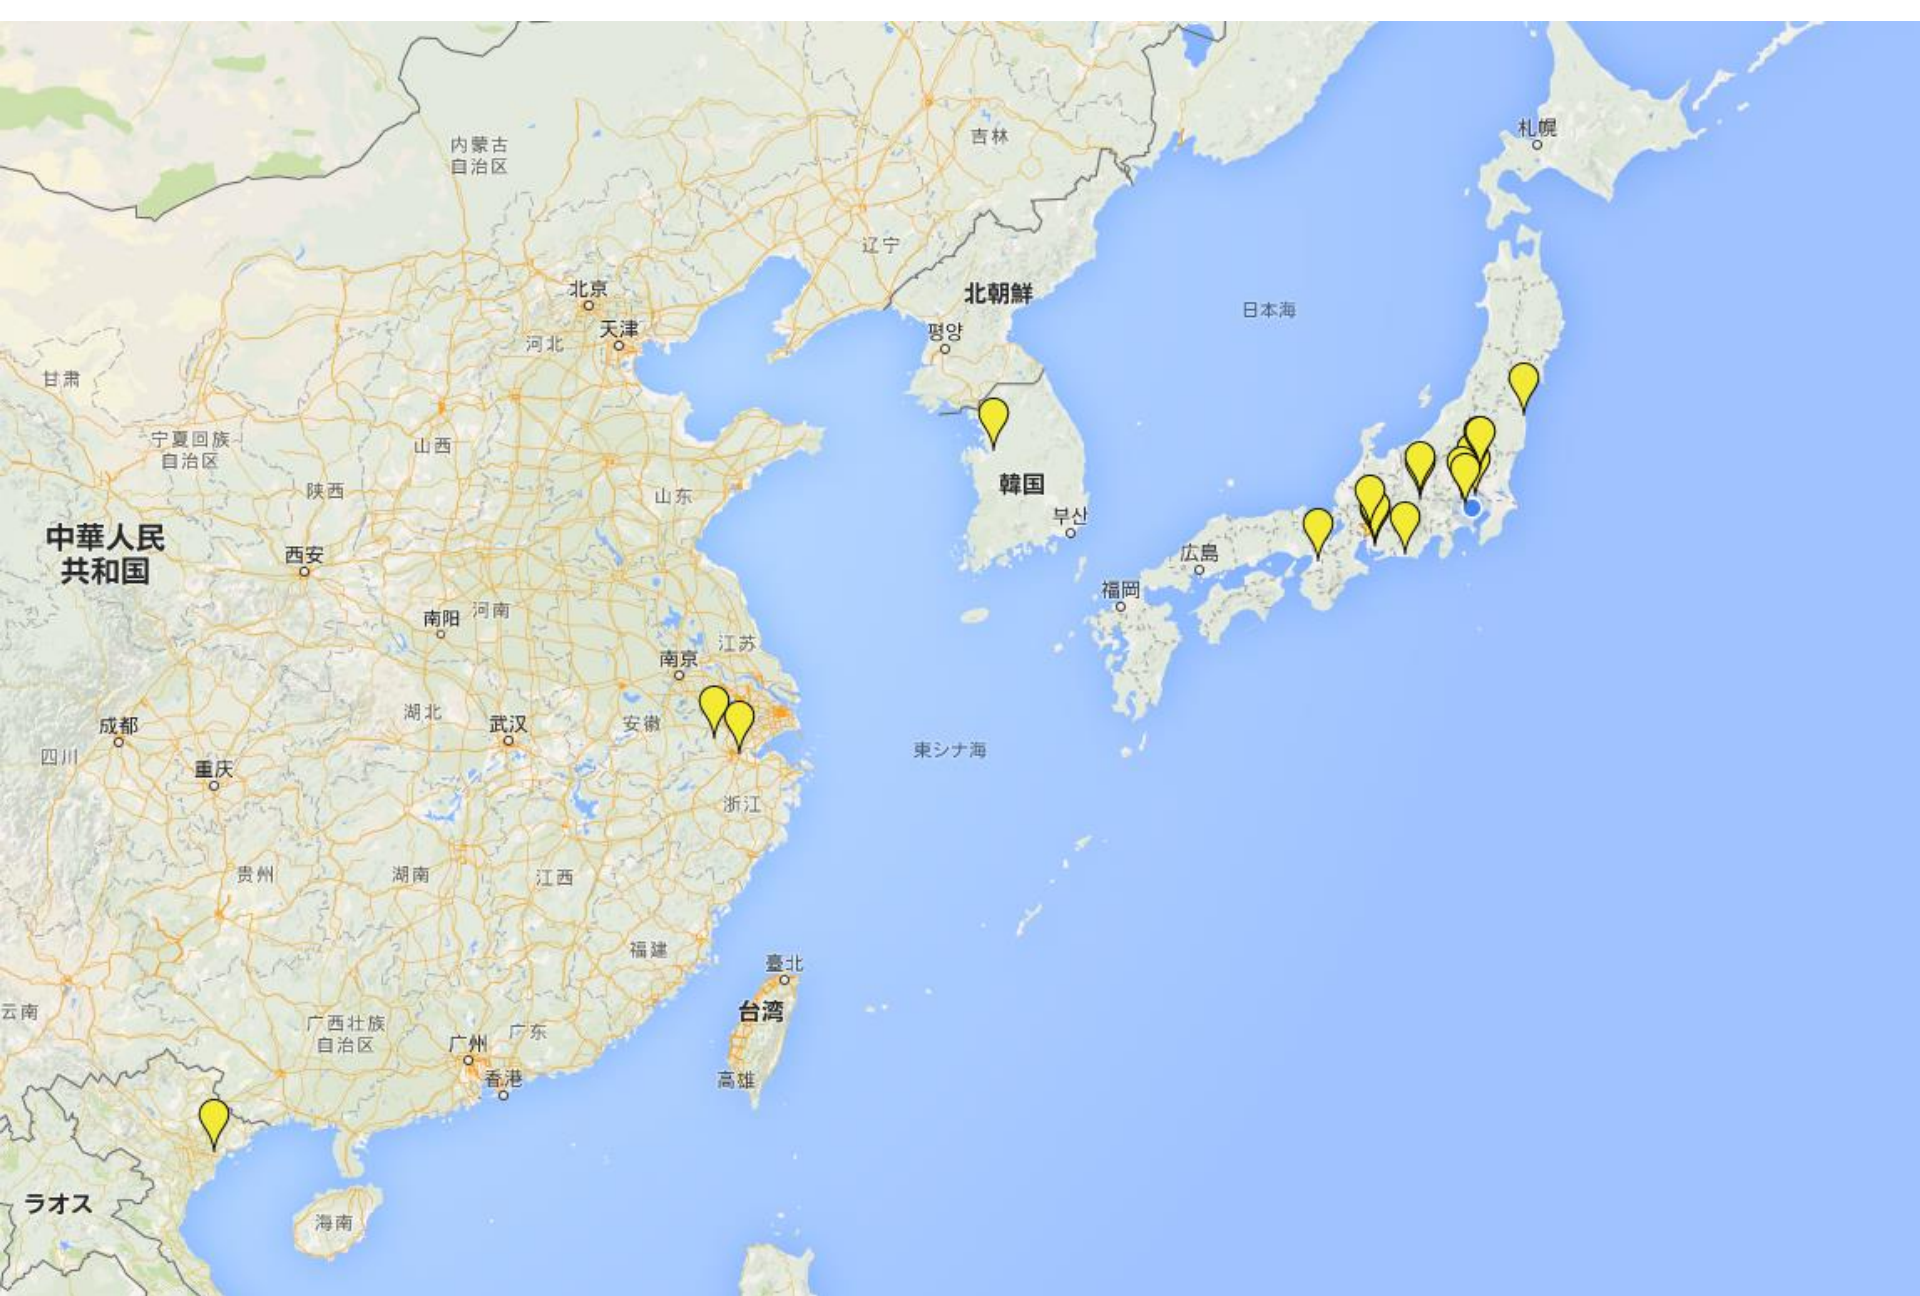 札幌
吉林
内蒙古
自治区
辽宁
北京
北朝鮮
日本海
天津
平양
河北
甘肃
宁夏回族
自治区
山西
韓国
陕西
山东
부산
中華人民
共和国
西安
広島
福岡
南阳
河南
江苏
南京
湖北
武汉
安徽
成都
四川
東シナ海
重庆
浙江
贵州
湖南
江西
福建
臺北
台湾
云南
广西壮族
自治区
广东
广州
香港
高雄
ラオス
海南